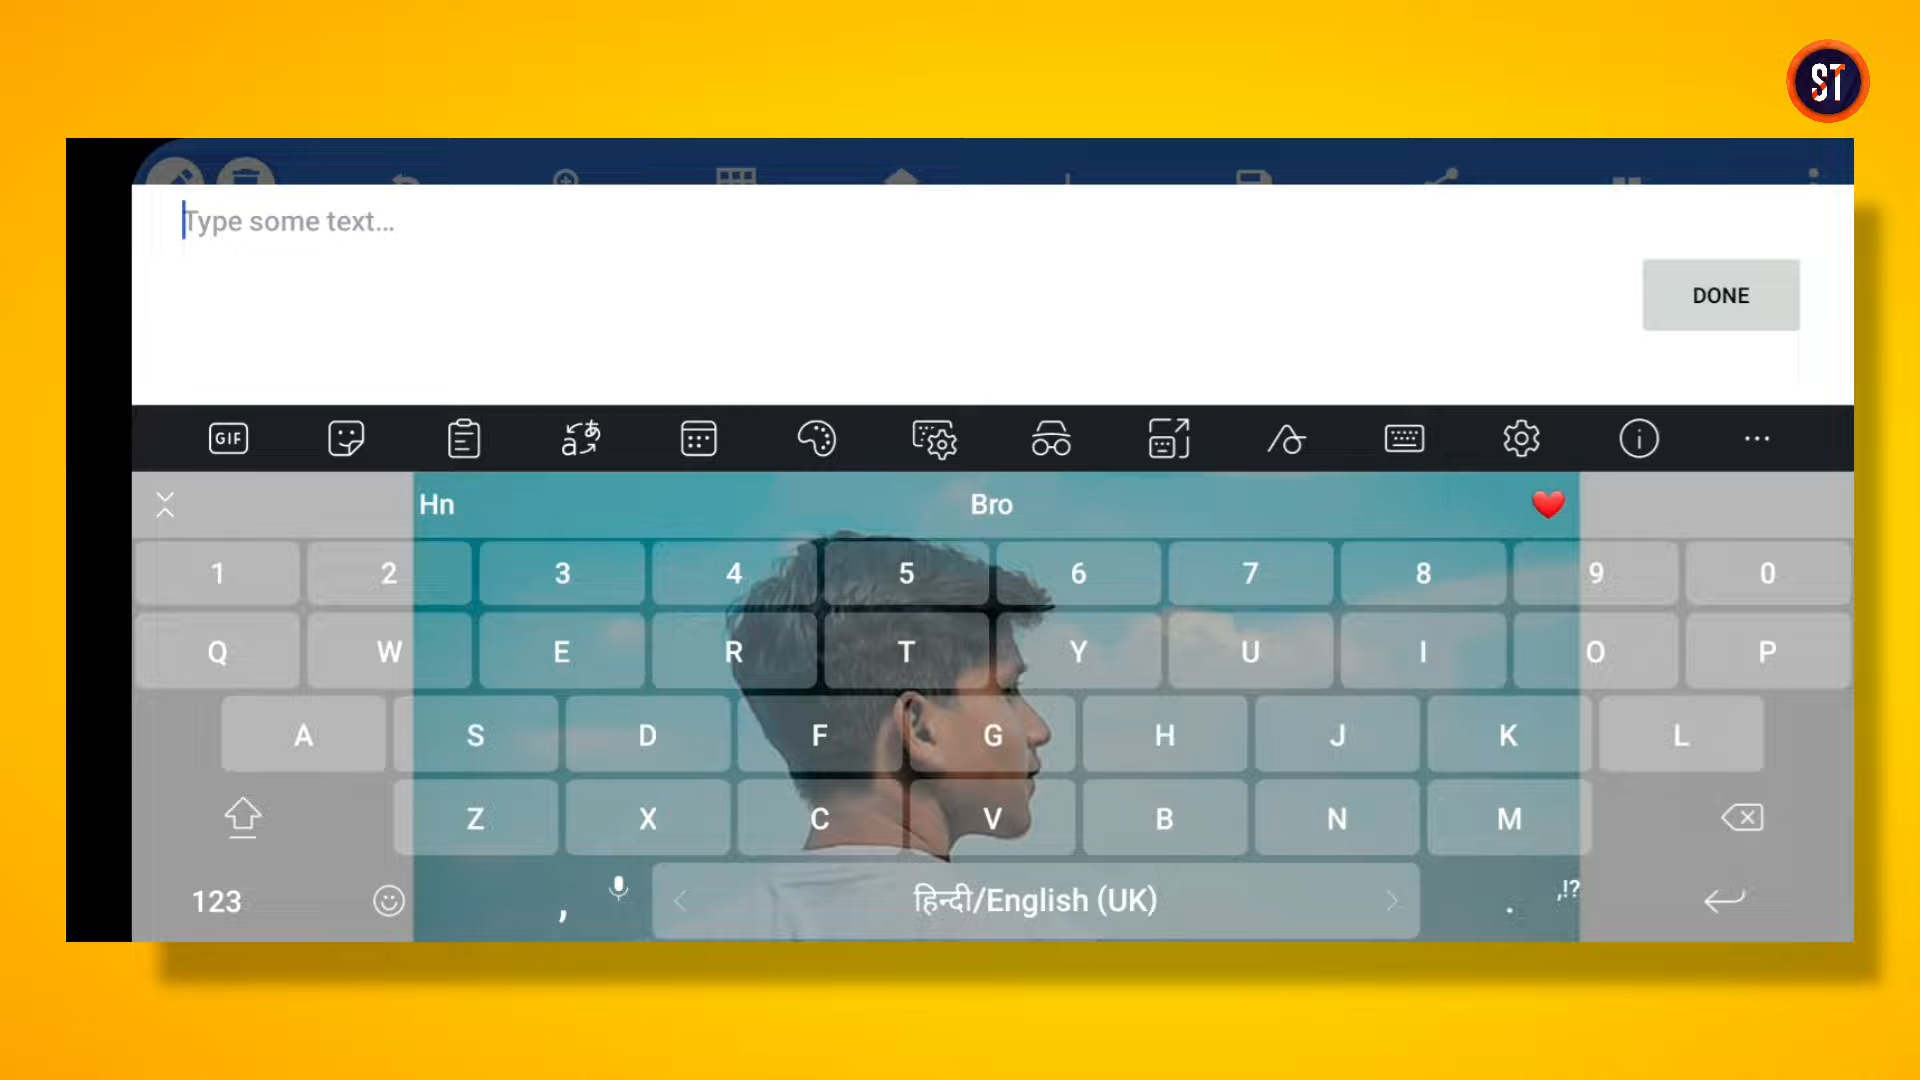 ST
Type some text...
DONE
GIF
Hn Bro ❤️
1 2 3 4 5 6 7 8 9 0
Q W E R T Y U I O P
A S D F G H J K L
Z X C V B N M
123 , हिन्दी/English (UK) . ,!?